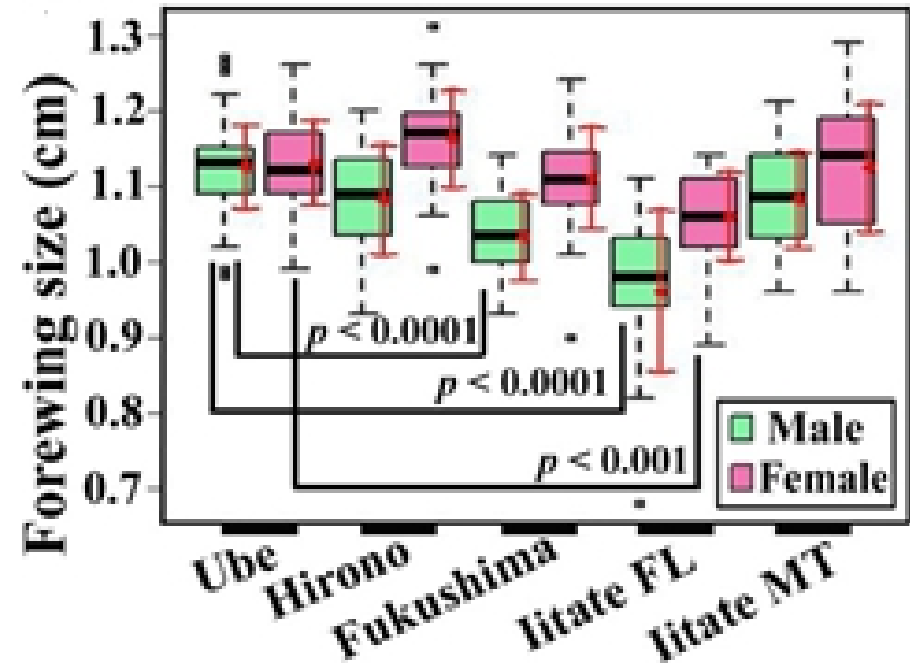 Forewing size (cm)
1.3
1.2
1.1
1.0
0.9
0.8
0.7
p < 0.0001
p < 0.0001
p < 0.001
Male
Female
Ube
Hirono
Fukushima
Iitate FL
Iitate MT